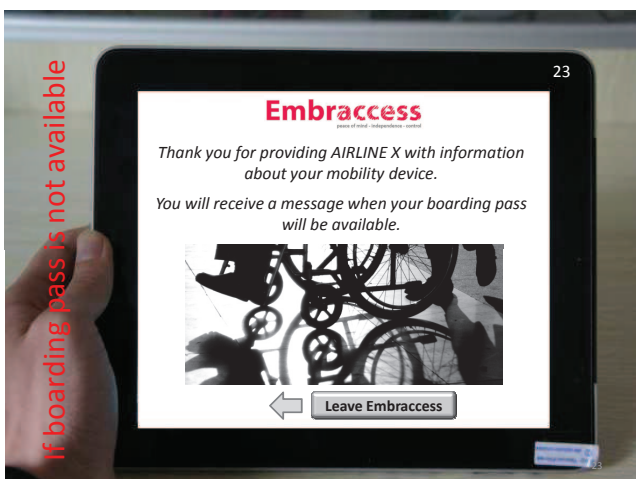 If boarding pass is not available
23
Embraccess
peace of mind - independence - control
Thank you for providing AIRLINE X with information
about your mobility device.
You will receive a message when your boarding pass
will be available.
Leave Embraccess
23